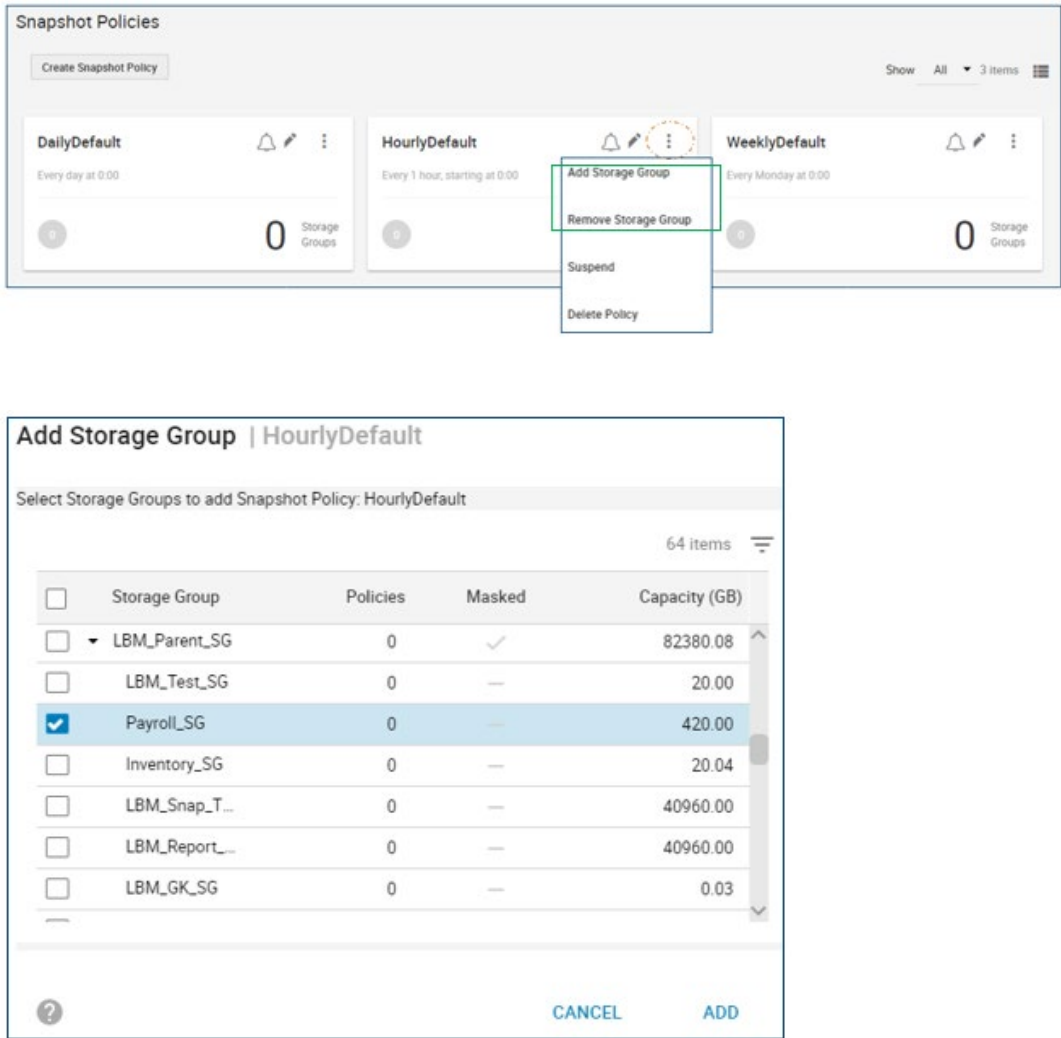 Snapshot Policies
Create Snapshot Policy
Show All 3 items
DailyDefault
Every day at 0:00
0
0 Storage Groups
HourlyDefault
Every 1 hour, starting at 0:00
0
Add Storage Group
Remove Storage Group
Suspend
Delete Policy
WeeklyDefault
Every Monday at 0:00
0
0 Storage Groups
Add Storage Group | HourlyDefault
Select Storage Groups to add Snapshot Policy: HourlyDefault
64 items
Storage Group Policies Masked Capacity (GB)
LBM_Parent_SG 0 82380.08
LBM_Test_SG 0 20.00
Payroll_SG 0 420.00
Inventory_SG 0 20.04
LBM_Snap_T... 0 40960.00
LBM_Report_... 0 40960.00
LBM_GK_SG 0 0.03
?
CANCEL ADD